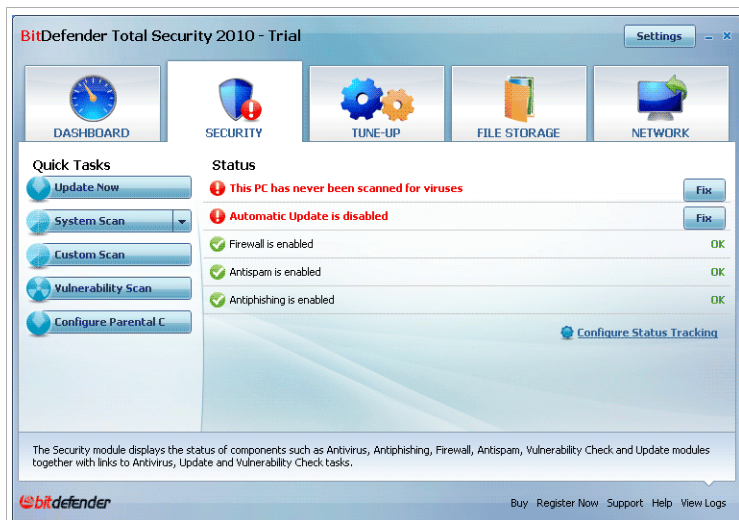 BitDefender Total Security 2010 - Trial
Settings
DASHBOARD
SECURITY
TUNE-UP
FILE STORAGE
NETWORK
Quick Tasks
Update Now
System Scan
Custom Scan
Vulnerability Scan
Configure Parental C
Status
This PC has never been scanned for viruses
Fix
Automatic Update is disabled
Fix
Firewall is enabled
OK
Antispam is enabled
OK
Antiphishing is enabled
OK
Configure Status Tracking
The Security module displays the status of components such as Antivirus, Antiphishing, Firewall, Antispam, Vulnerability Check and Update modules
together with links to Antivirus, Update and Vulnerability Check tasks.
bitdefender
Buy Register Now Support Help View Logs